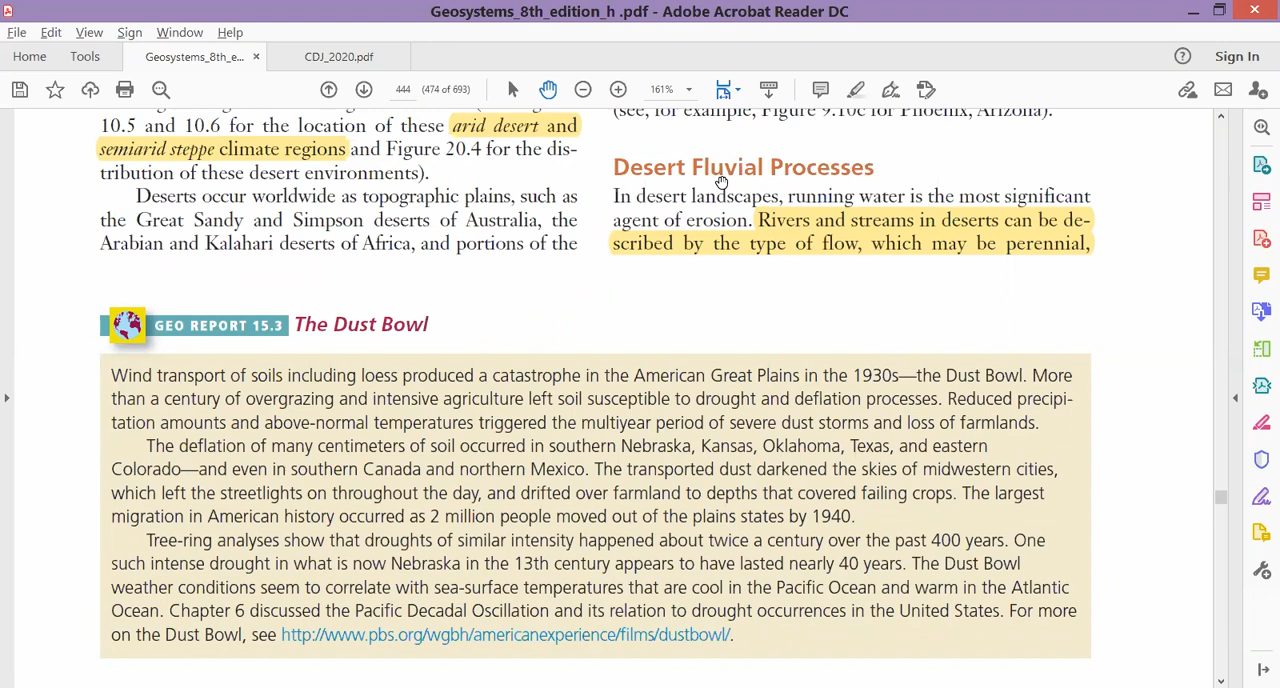 Geosystems_8th_edition_h .pdf - Adobe Acrobat Reader DC
File Edit View Sign Window Help
Home Tools Geosystems_8th_e... × CDJ_2020.pdf Sign In
444 (474 of 693) 161%
10.5 and 10.6 for the location of these arid desert and
semiarid steppe climate regions and Figure 20.4 for the dis-
tribution of these desert environments).
Deserts occur worldwide as topographic plains, such as
the Great Sandy and Simpson deserts of Australia, the
Arabian and Kalahari deserts of Africa, and portions of the
(see, for example, Figure 9.10c for Phoenix, Arizona).
Desert Fluvial Processes
In desert landscapes, running water is the most significant
agent of erosion. Rivers and streams in deserts can be de-
scribed by the type of flow, which may be perennial,
GEO REPORT 15.3 The Dust Bowl
Wind transport of soils including loess produced a catastrophe in the American Great Plains in the 1930s—the Dust Bowl. More
than a century of overgrazing and intensive agriculture left soil susceptible to drought and deflation processes. Reduced precipi-
tation amounts and above-normal temperatures triggered the multiyear period of severe dust storms and loss of farmlands.
The deflation of many centimeters of soil occurred in southern Nebraska, Kansas, Oklahoma, Texas, and eastern
Colorado—and even in southern Canada and northern Mexico. The transported dust darkened the skies of midwestern cities,
which left the streetlights on throughout the day, and drifted over farmland to depths that covered failing crops. The largest
migration in American history occurred as 2 million people moved out of the plains states by 1940.
Tree-ring analyses show that droughts of similar intensity happened about twice a century over the past 400 years. One
such intense drought in what is now Nebraska in the 13th century appears to have lasted nearly 40 years. The Dust Bowl
weather conditions seem to correlate with sea-surface temperatures that are cool in the Pacific Ocean and warm in the Atlantic
Ocean. Chapter 6 discussed the Pacific Decadal Oscillation and its relation to drought occurrences in the United States. For more
on the Dust Bowl, see http://www.pbs.org/wgbh/americanexperience/films/dustbowl/.